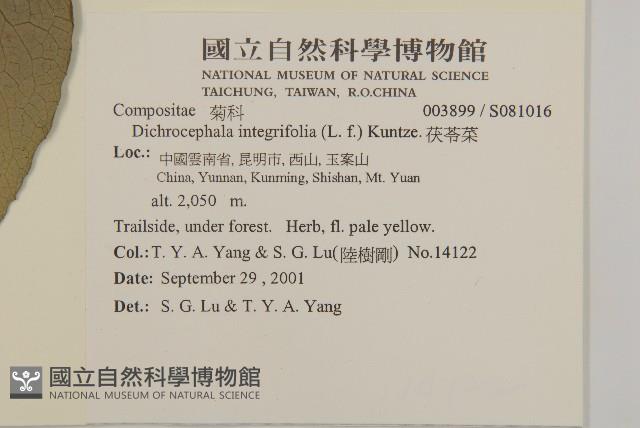 國立自然科學博物館
NATIONAL MUSEUM OF NATURAL SCIENCE
TAICHUNG, TAIWAN, R.O.CHINA
Compositae 菊科 003899 / S081016
Dichrocephala integrifolia (L. f.) Kuntze. 茯苓菜
Loc.: 中國雲南省, 昆明市, 西山, 玉案山
China, Yunnan, Kunming, Shishan, Mt. Yuan
alt. 2,050 m.
Trailside, under forest. Herb, fl. pale yellow.
Col.: T. Y. A. Yang & S. G. Lu(陸樹剛) No.14122
Date: September 29 , 2001
Det.: S. G. Lu & T. Y. A. Yang
國立自然科學博物館
NATIONAL MUSEUM OF NATURAL SCIENCE